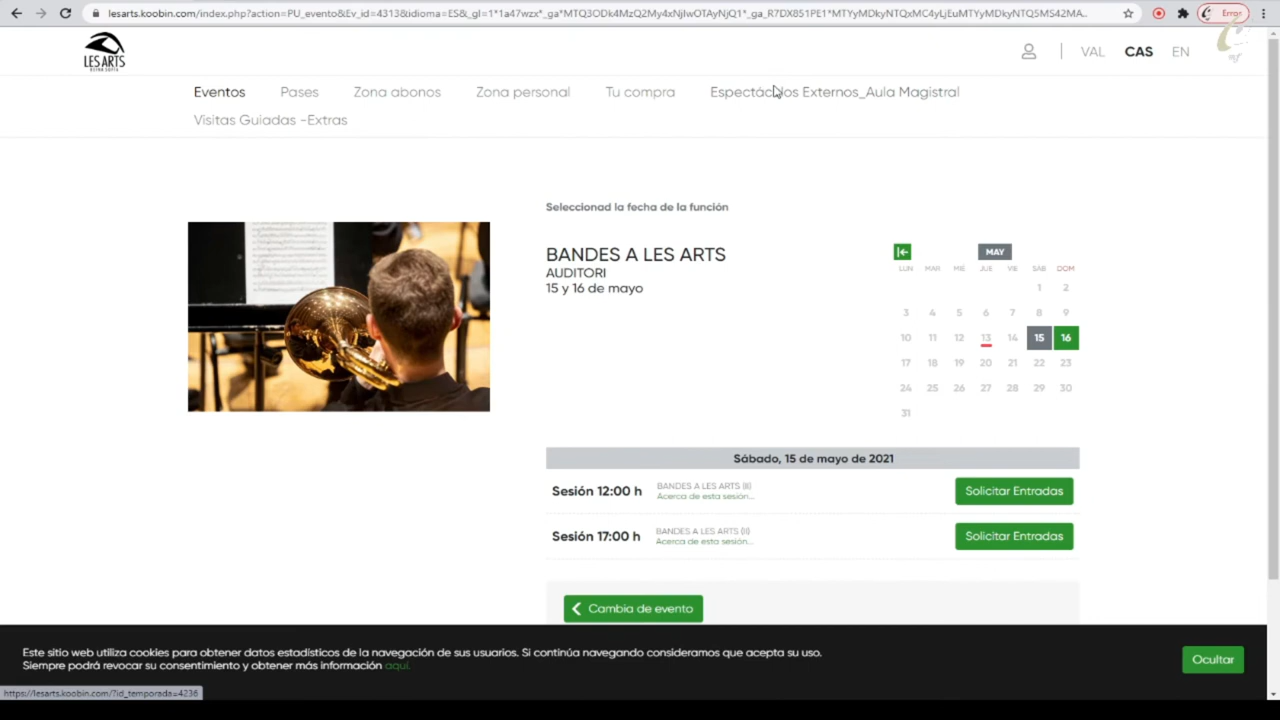 lesarts.koobin.com/index.php?action=PU_evento&Ev_id=4313&idioma=ES&_gl=1*1a47wzx*_ga*
Error
LES ARTS
VAL
CAS
EN
Eventos
Pases
Zona abonos
Zona personal
Tu compra
Espectáculos Externos_Aula Magistral
Visitas Guiadas -Extras
Seleccionad la fecha de la función
BANDES A LES ARTS
AUDITORI
15 y 16 de mayo
MAY
LUN MAR MIÉ JUE VIE SÁB DOM
1 2
3 4 5 6 7 8 9
10 11 12 13 14 15 16
17 18 19 20 21 22 23
24 25 26 27 28 29 30
31
Sábado, 15 de mayo de 2021
Sesión 12:00 h
BANDES A LES ARTS (II)
Acerca de esta sesión...
Solicitar Entradas
Sesión 17:00 h
BANDES A LES ARTS (II)
Acerca de esta sesión...
Solicitar Entradas
Cambia de evento
Este sitio web utiliza cookies para obtener datos estadísticos de la navegación de sus usuarios. Si continúa navegando consideramos que acepta su uso.
Siempre podrá revocar su consentimiento y obtener más información aquí.
Ocultar
https://lesarts.koobin.com/?id_temporada=4236